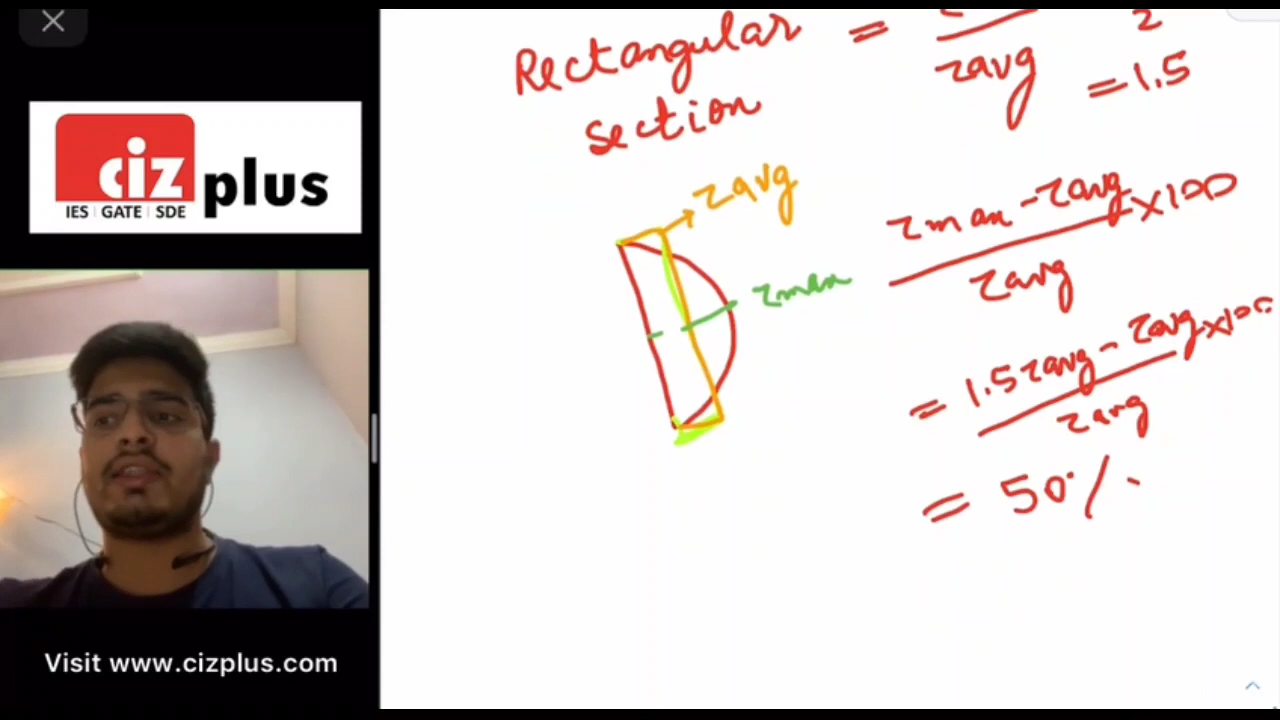 ciz plus
IES | GATE | SDE
Visit www.cizplus.com
Rectangular section =
τavg 2
= 1.5
τavg
τmax
τmax - τavg ×100
τavg
= 1.5τavg - τavg ×100
τavg
= 50%.